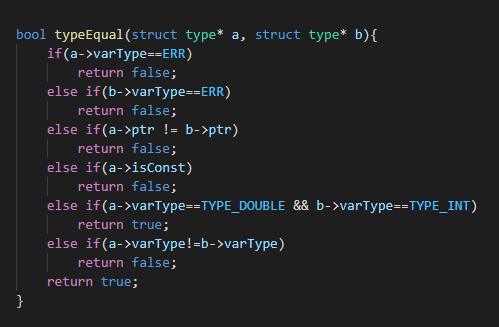 bool typeEqual(struct type* a, struct type* b){
    if(a->varType==ERR)
        return false;
    else if(b->varType==ERR)
        return false;
    else if(a->ptr != b->ptr)
        return false;
    else if(a->isConst)
        return false;
    else if(a->varType==TYPE_DOUBLE && b->varType==TYPE_INT)
        return true;
    else if(a->varType!=b->varType)
        return false;
    return true;
}